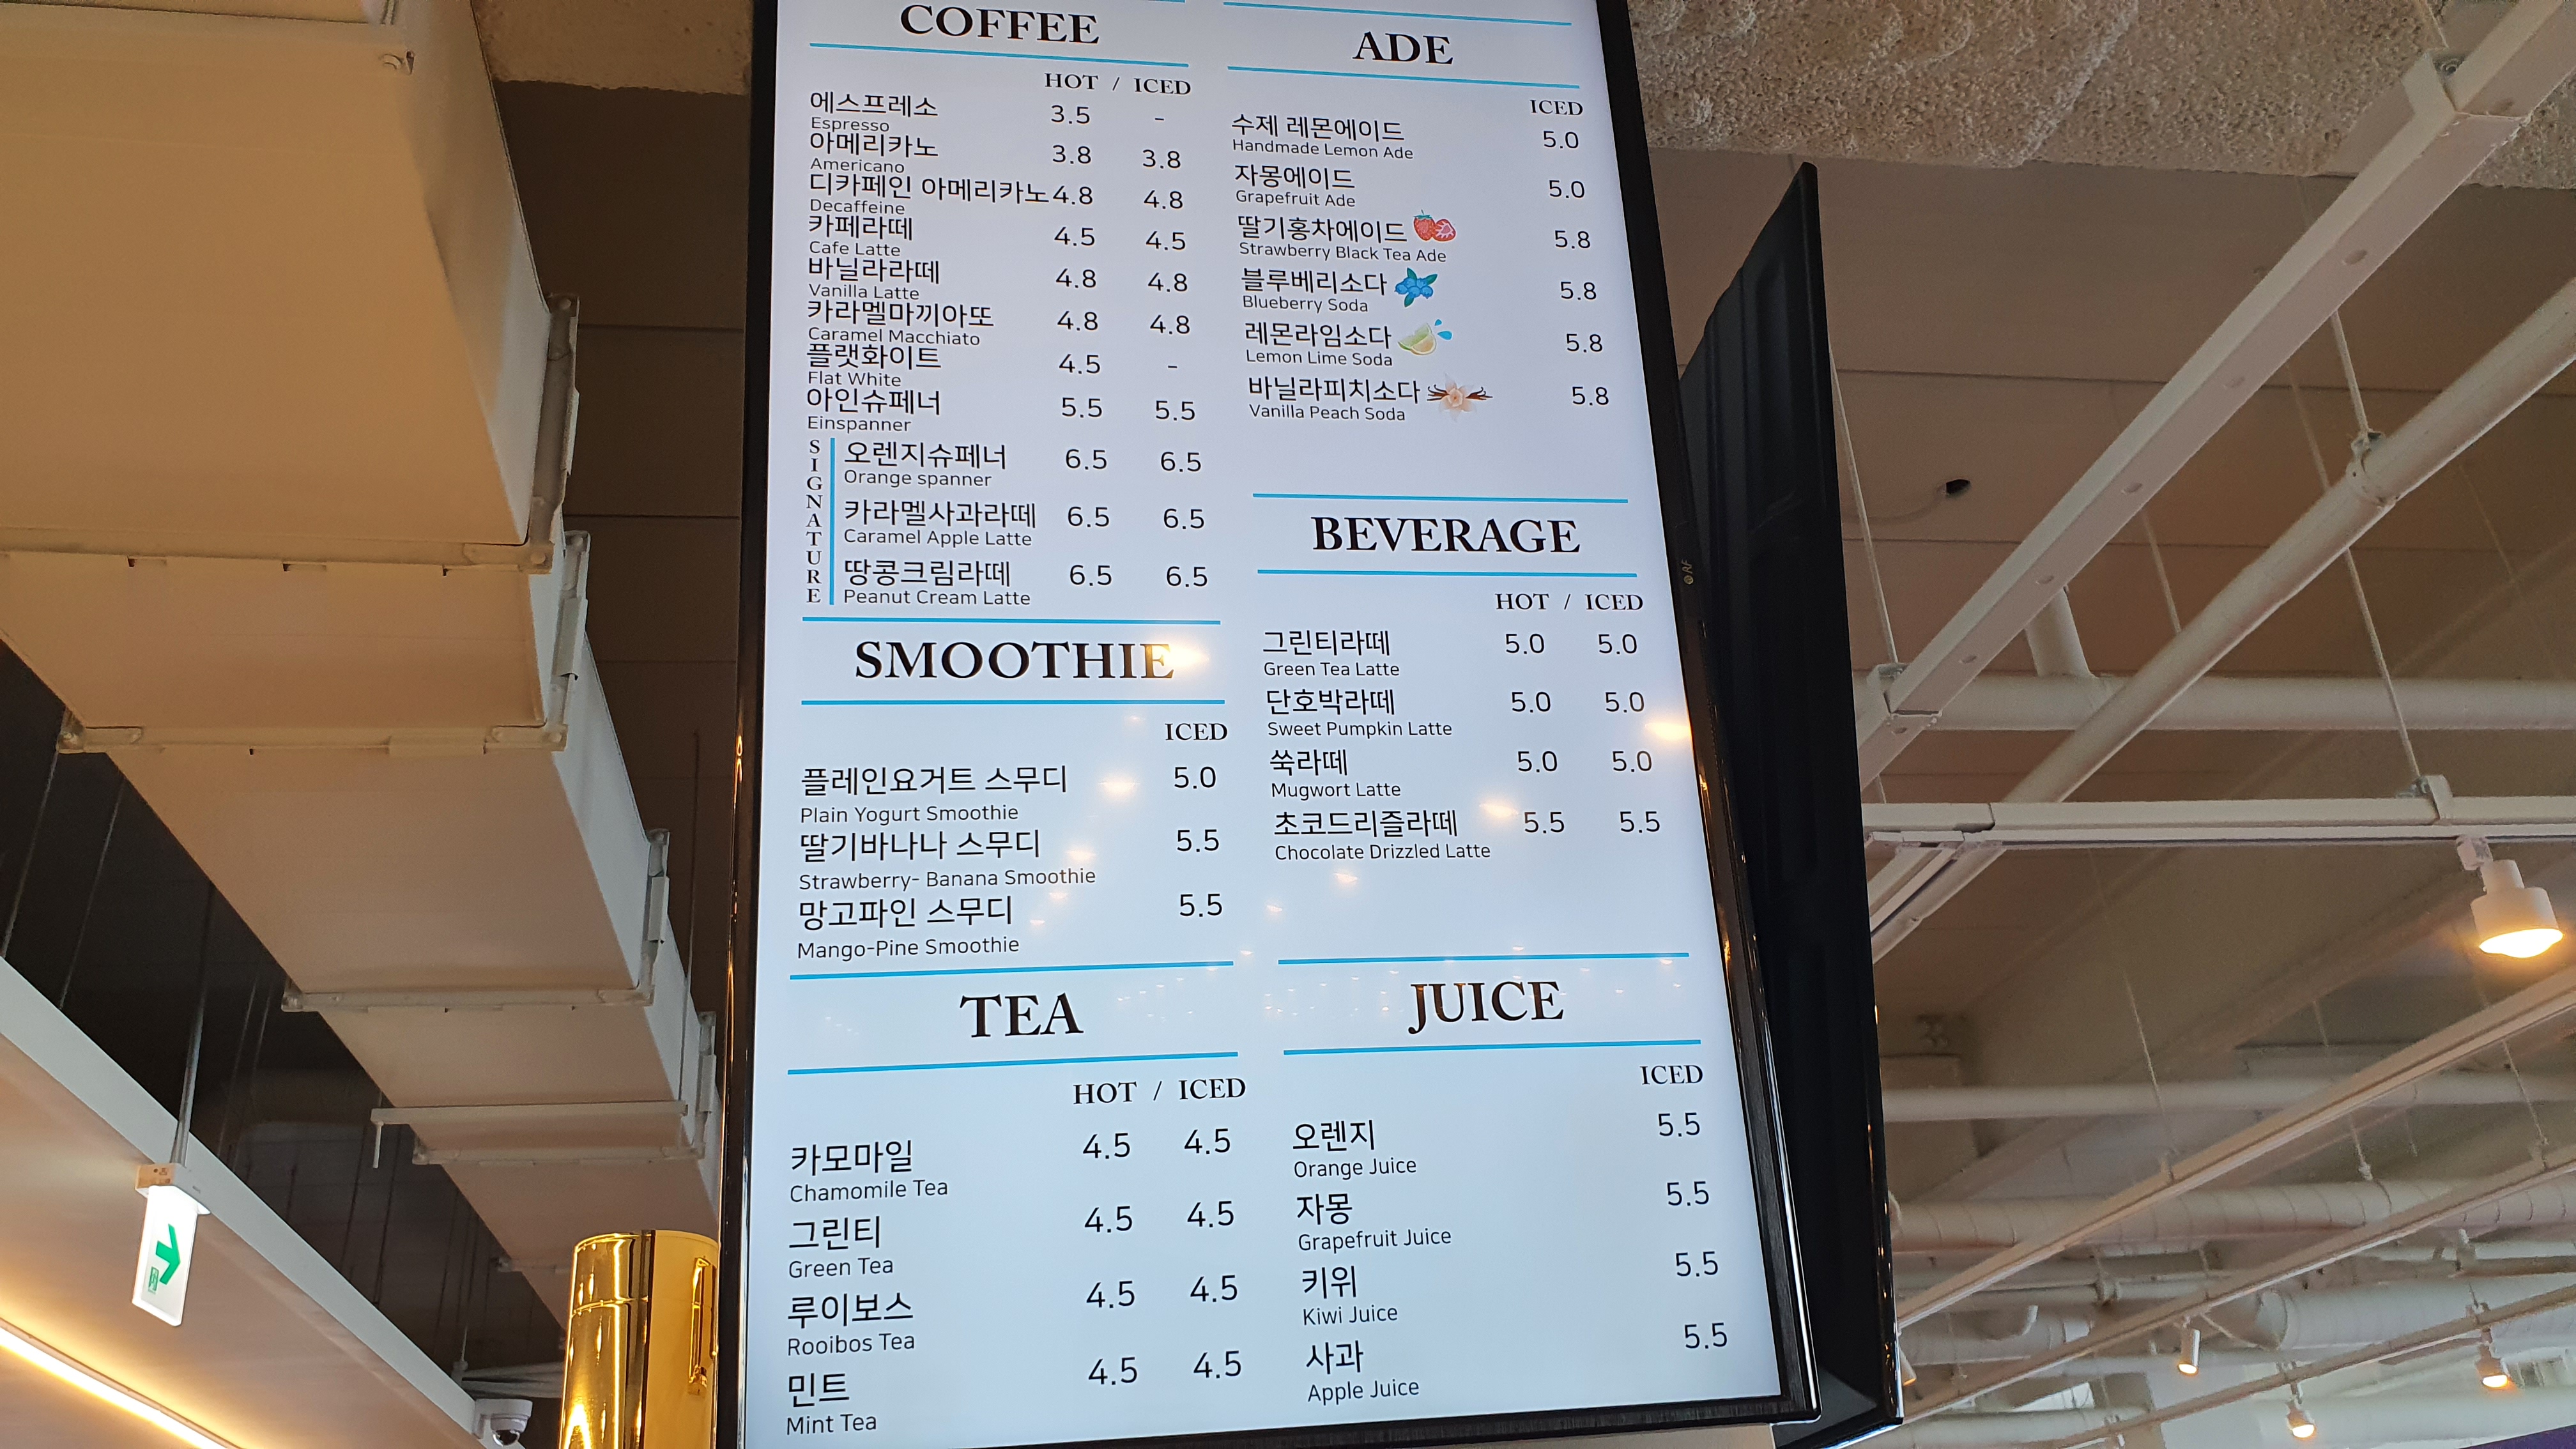 COFFEE
HOT / ICED
에스프레소 3.5 -
Espresso
아메리카노 3.8 3.8
Americano
디카페인 아메리카노 4.8 4.8
Decaffeine
카페라떼 4.5 4.5
Cafe Latte
바닐라라떼 4.8 4.8
Vanilla Latte
카라멜마끼아또 4.8 4.8
Caramel Macchiato
플랫화이트 4.5 -
Flat White
아인슈페너 5.5 5.5
Einspanner
SIGNATURE
오렌지슈페너 6.5 6.5
Orange spanner
카라멜사과라떼 6.5 6.5
Caramel Apple Latte
땅콩크림라떼 6.5 6.5
Peanut Cream Latte
SMOOTHIE
ICED
플레인요거트 스무디 5.0
Plain Yogurt Smoothie
딸기바나나 스무디 5.5
Strawberry- Banana Smoothie
망고파인 스무디 5.5
Mango-Pine Smoothie
TEA
HOT / ICED
카모마일 4.5 4.5
Chamomile Tea
그린티 4.5 4.5
Green Tea
루이보스 4.5 4.5
Rooibos Tea
민트 4.5 4.5
Mint Tea
ADE
ICED
수제 레몬에이드 5.0
Handmade Lemon Ade
자몽에이드 5.0
Grapefruit Ade
딸기홍차에이드 5.8
Strawberry Black Tea Ade
블루베리소다 5.8
Blueberry Soda
레몬라임소다 5.8
Lemon Lime Soda
바닐라피치소다 5.8
Vanilla Peach Soda
BEVERAGE
HOT / ICED
그린티라떼 5.0 5.0
Green Tea Latte
단호박라떼 5.0 5.0
Sweet Pumpkin Latte
쑥라떼 5.0 5.0
Mugwort Latte
초코드리즐라떼 5.5 5.5
Chocolate Drizzled Latte
JUICE
ICED
오렌지 5.5
Orange Juice
자몽 5.5
Grapefruit Juice
키위 5.5
Kiwi Juice
사과 5.5
Apple Juice